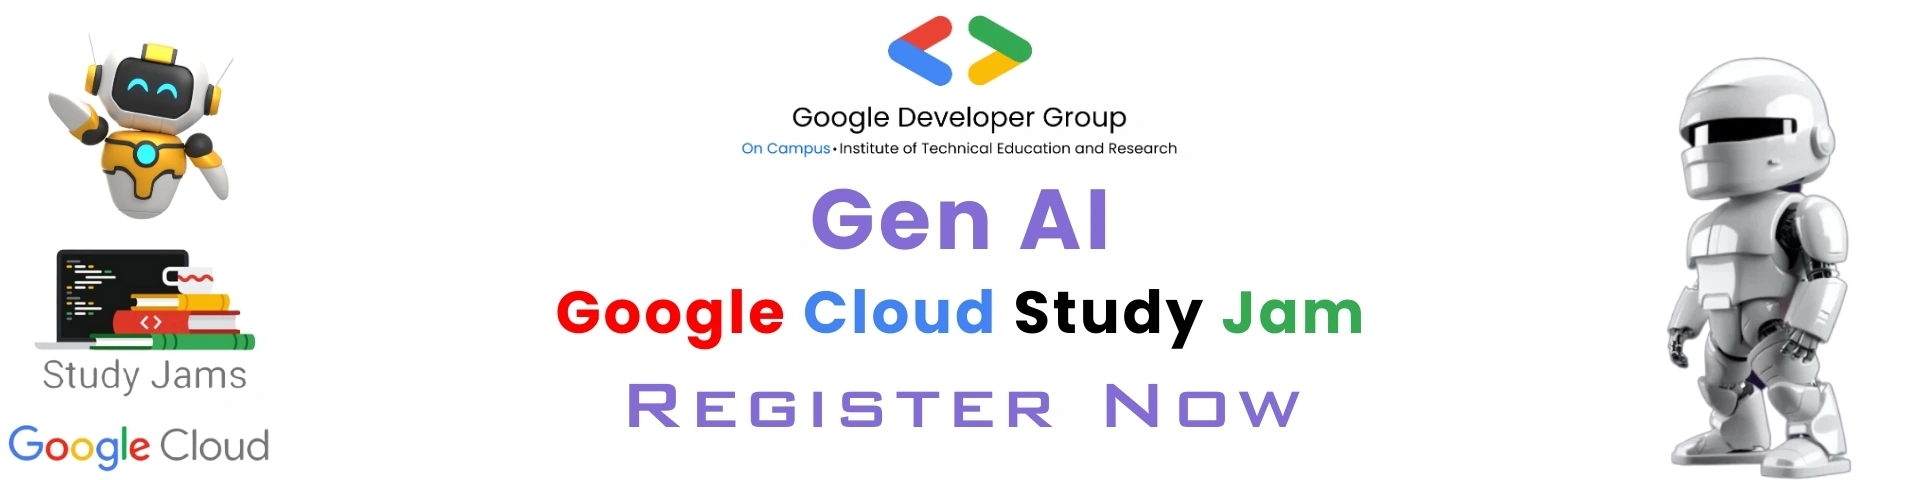 Google Developer Group
On Campus • Institute of Technical Education and Research
Gen AI
Google Cloud Study Jam
Register Now
Study Jams
Google Cloud